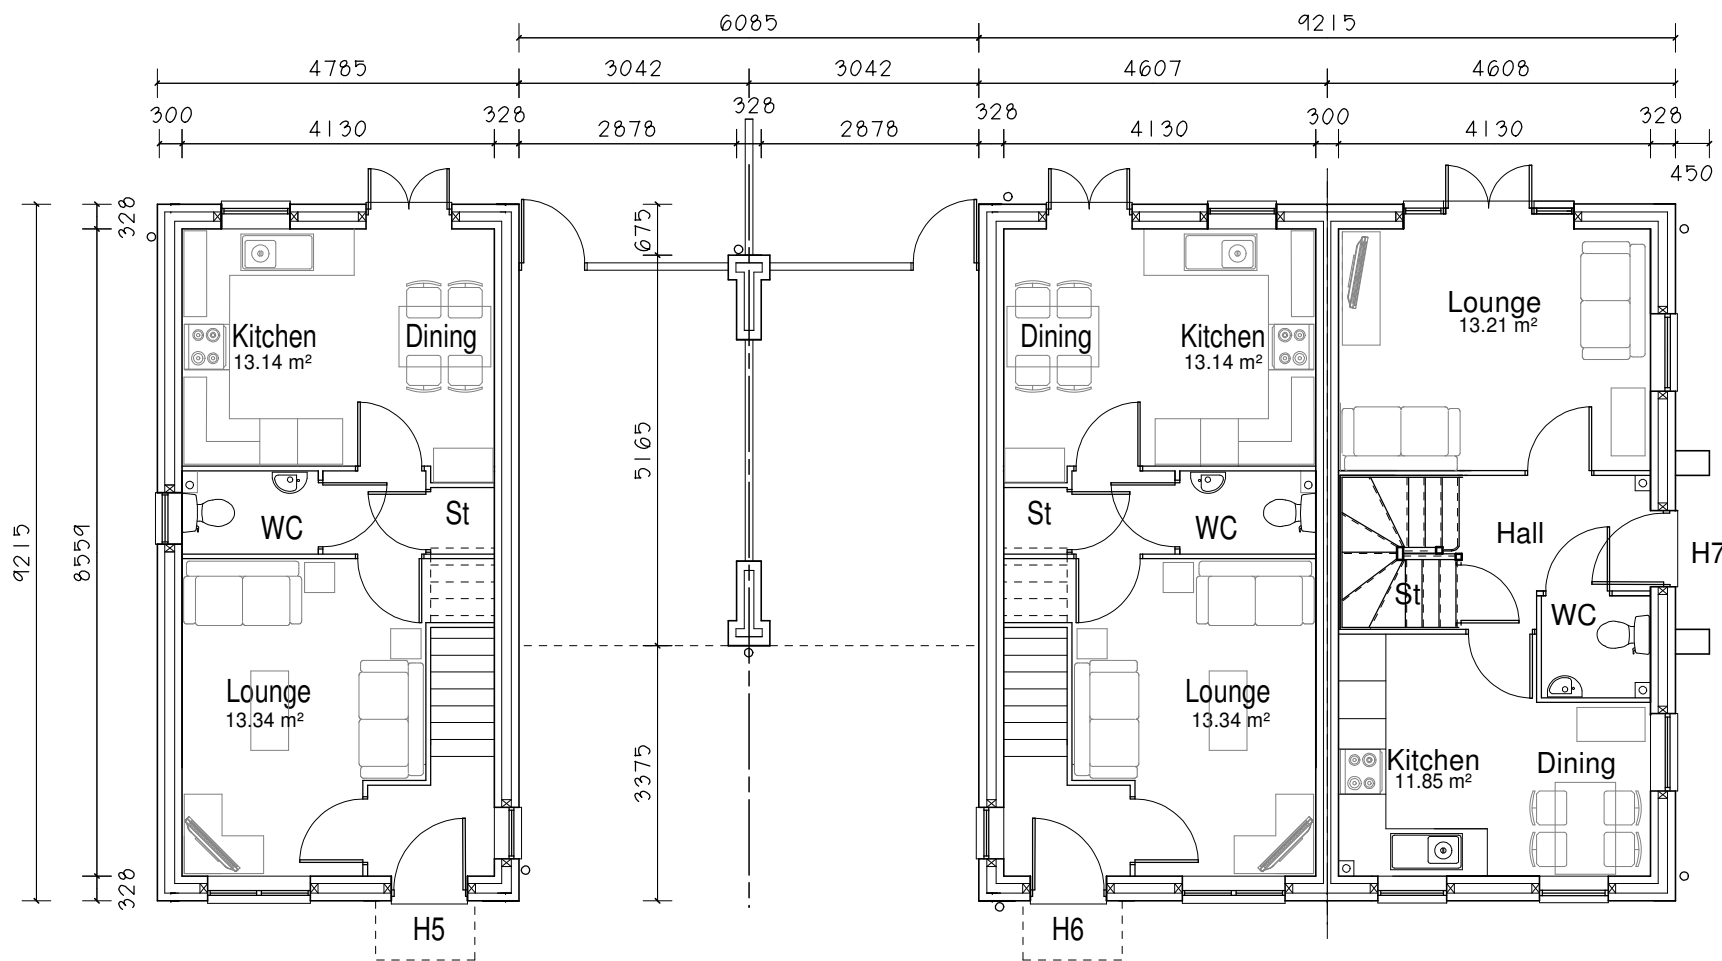 6085 9215
4785 3042 3042 4607 4608
300 4130 328 2878 328 2878 328 4130 300 4130 328
450
328 675
Lounge
13.21 m²
Kitchen Dining Dining Kitchen
13.14 m² 13.14 m²
5165
WC St St WC Hall
9215 8559 H7
St WC
Lounge Lounge
13.34 m² 13.34 m²
3375
Kitchen Dining
11.85 m²
328
H5 H6